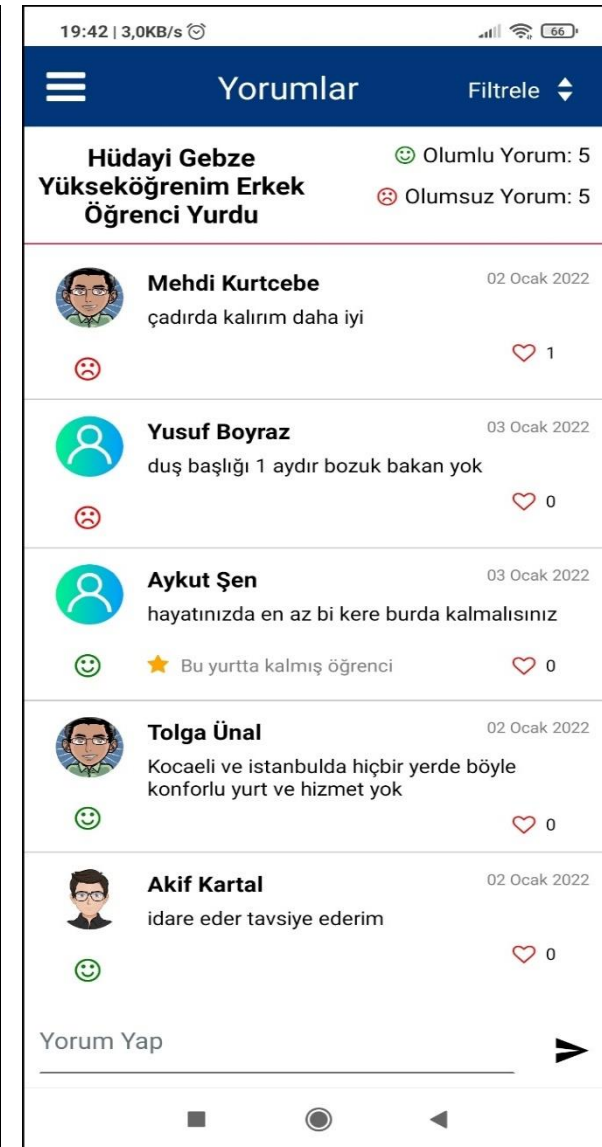 19:42 | 3,0KB/s
66
Yorumlar
Filtrele
Hüdayi Gebze
Yükseköğrenim Erkek
Öğrenci Yurdu
Olumlu Yorum: 5
Olumsuz Yorum: 5
Mehdi Kurtcebe
02 Ocak 2022
çadırda kalırım daha iyi
1
Yusuf Boyraz
03 Ocak 2022
duş başlığı 1 aydır bozuk bakan yok
0
Aykut Şen
03 Ocak 2022
hayatınızda en az bi kere burda kalmalısınız
Bu yurtta kalmış öğrenci
0
Tolga Ünal
02 Ocak 2022
Kocaeli ve istanbulda hiçbir yerde böyle
konforlu yurt ve hizmet yok
0
Akif Kartal
02 Ocak 2022
idare eder tavsiye ederim
0
Yorum Yap